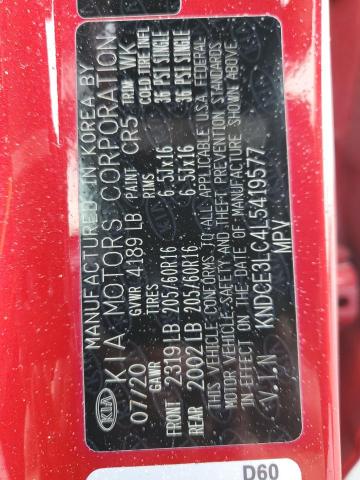 KIA
MANUFACTURED IN KOREA BY
KIA MOTORS CORPORATION
07/20 GVWR 4189 LB PAINT CR5 TRIM WK
GAWR TIRES RIMS COLD TIRE INFL
FRONT 2319 LB 205/60R16 6.5JX16 36 PSI SINGLE
REAR 2002 LB 205/60R16 6.5JX16 36 PSI SINGLE
THIS VEHICLE CONFORMS TO ALL APPLICABLE U.S.A FEDERAL
MOTOR VEHICLE SAFETY AND THEFT PREVENTION STANDARDS
IN EFFECT ON THE DATE OF MANUFACTURE SHOWN ABOVE.
V.I.N KNDCE3LC4L5419577
MPV
D60